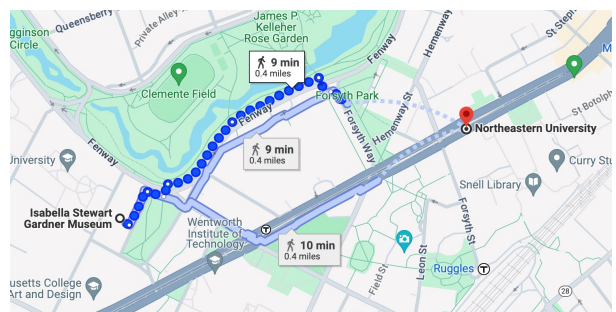 Queensberry
Private Alley
Higginson
Circle
JAMES P.
Kelleher
Rose Garden
Fenway
Hemenway
St Steph
9 min
0.4 miles
Clemente Field
Forsyth Park
Fenway
Hemenway St
Forsyth Way
St Botolph
Northeastern University
9 min
0.4 miles
University
Fenway
Curry Stu
Snell Library
Isabella Stewart
Gardner Museum
Wentworth
Institute of
Technology
10 min
0.4 miles
Forsyth St
Leon St
Field St
Ruggles
T
T
usetts College
Art and Design
28